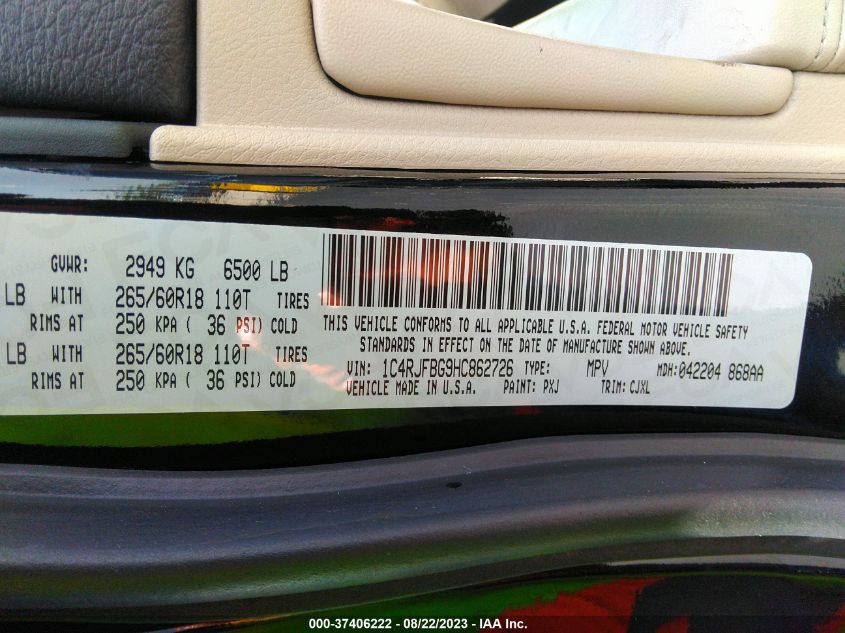 GVWR: 2949 KG 6500 LB
LB WITH 265/60R18 110T TIRES
RIMS AT 250 KPA ( 36 PSI) COLD
LB WITH 265/60R18 110T TIRES
RIMS AT 250 KPA ( 36 PSI) COLD
THIS VEHICLE CONFORMS TO ALL APPLICABLE U.S.A. FEDERAL MOTOR VEHICLE SAFETY
STANDARDS IN EFFECT ON THE DATE OF MANUFACTURE SHOWN ABOVE.
VIN: 1C4RJFBG9HC862726 TYPE: MPV MDH:042204 868AA
VEHICLE MADE IN U.S.A. PAINT: PXJ TRIM: CJXL
000-37406222 - 08/22/2023 - IAA Inc.